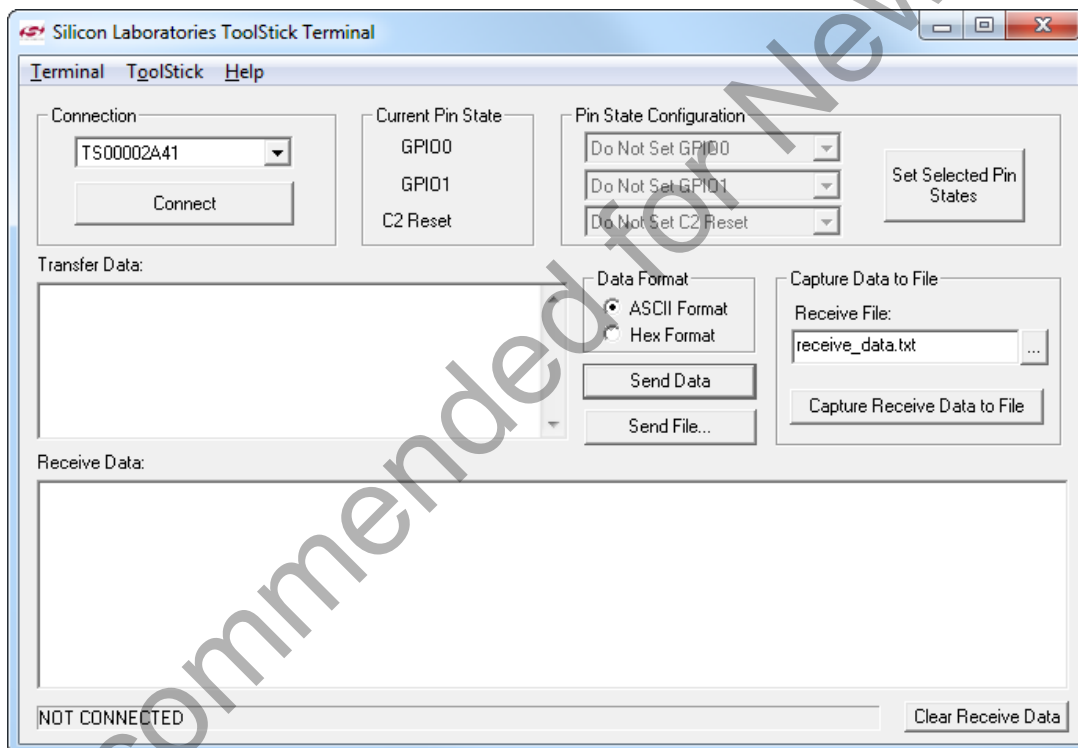 Silicon Laboratories ToolStick Terminal
Terminal ToolStick Help
Connection
TS00002A41
Connect
Current Pin State
GPIO0
GPIO1
C2 Reset
Pin State Configuration
Do Not Set GPIO0
Do Not Set GPIO1
Do Not Set C2 Reset
Set Selected Pin
States
Transfer Data:
Data Format
ASCII Format
Hex Format
Send Data
Send File...
Capture Data to File
Receive File:
receive_data.txt
...
Capture Receive Data to File
Receive Data:
NOT CONNECTED
Clear Receive Data
commended for New